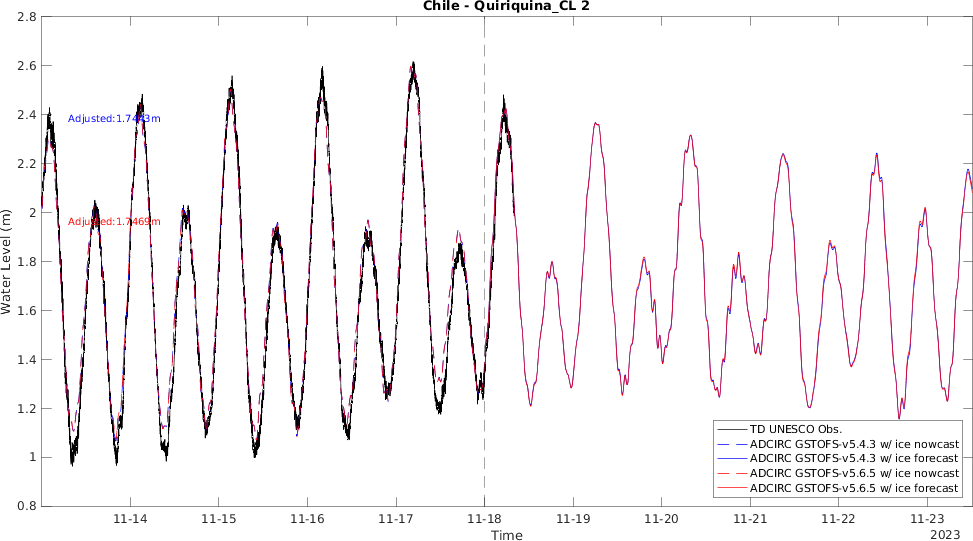 Chile - Quiriquina_CL 2
2.8
2.6
2.4
2.2
2
1.8
1.6
1.4
1.2
1
0.8
Water Level (m)
Adjusted:1.7443m
Adjusted:1.7469m
11-14
11-15
11-16
11-17
11-18
11-19
11-20
11-21
11-22
11-23
Time
2023
TD UNESCO Obs.
ADCIRC GSTOFS-v5.4.3 w/ ice nowcast
ADCIRC GSTOFS-v5.4.3 w/ ice forecast
ADCIRC GSTOFS-v5.6.5 w/ ice nowcast
ADCIRC GSTOFS-v5.6.5 w/ ice forecast